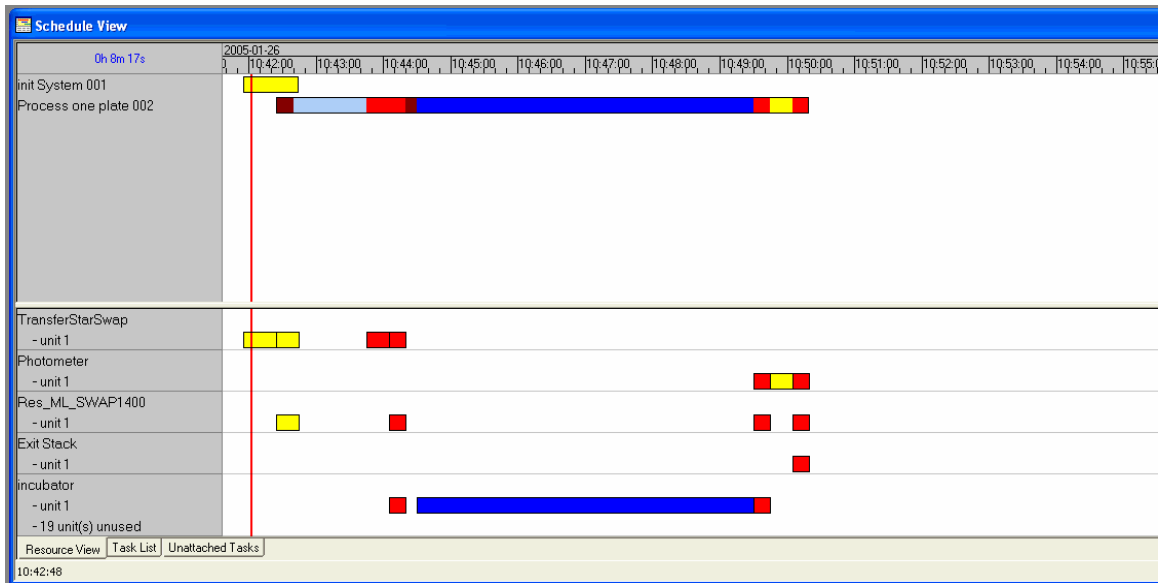 Schedule View
0h 8m 17s
2005-01-26
10:42:00 10:43:00 10:44:00 10:45:00 10:46:00 10:47:00 10:48:00 10:49:00 10:50:00 10:51:00 10:52:00 10:53:00 10:54:00
init System 001
Process one plate 002
TransferStarSwap
- unit 1
Photometer
- unit 1
Res_ML_SWAP1400
- unit 1
Exit Stack
- unit 1
incubator
- unit 1
- 19 unit(s) unused
Resource View Task List Unattached Tasks
10:42:48